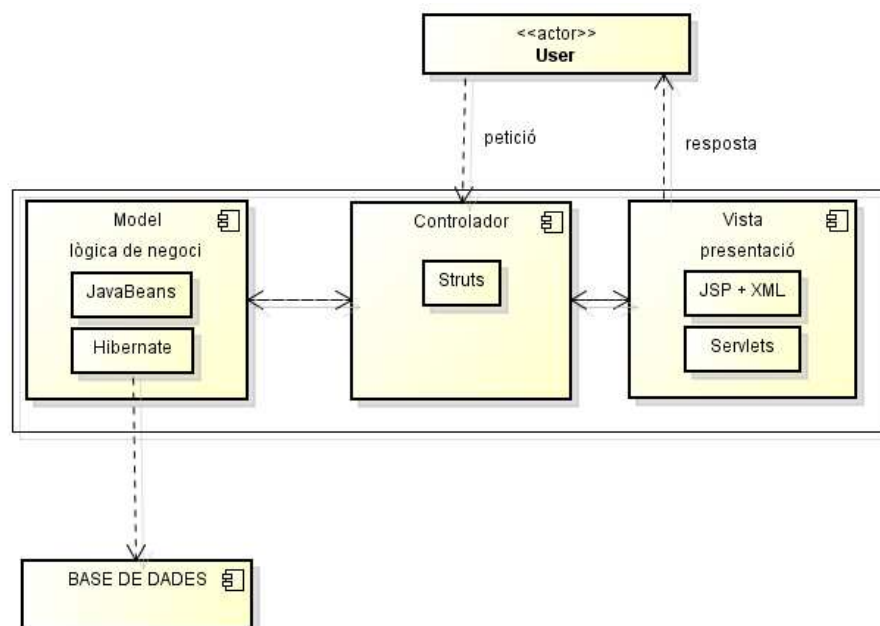 <<actor>>
User
petició
resposta
Model
lògica de negoci
JavaBeans
Hibernate
Controlador
Struts
Vista
presentació
JSP + XML
Servlets
BASE DE DADES